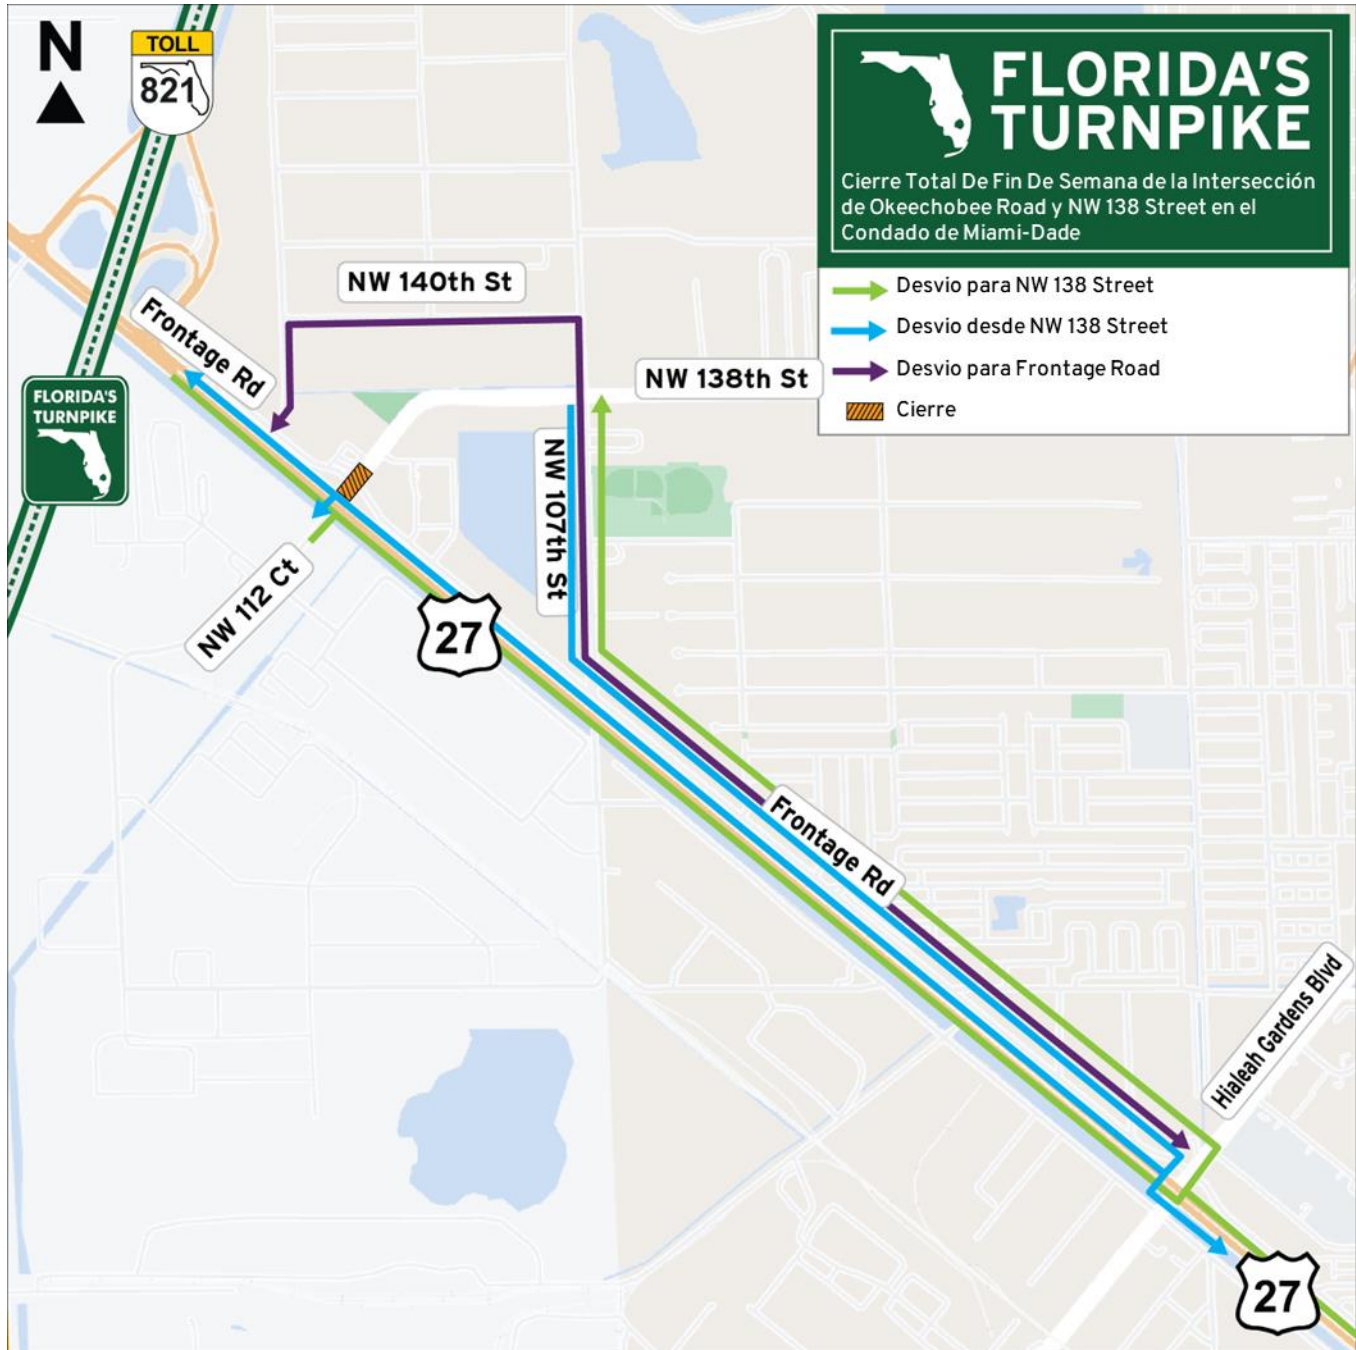 N
TOLL
821
FLORIDA'S
TURNPIKE
Cierre Total De Fin De Semana de la Intersección
de Okeechobee Road y NW 138 Street en el
Condado de Miami-Dade
Desvio para NW 138 Street
Desvio desde NW 138 Street
Desvio para Frontage Road
Cierre
NW 140th St
Frontage Rd
NW 138th St
FLORIDA'S
TURNPIKE
NW 107th St
NW 112 Ct
27
Frontage Rd
Hialeah Gardens Blvd
27